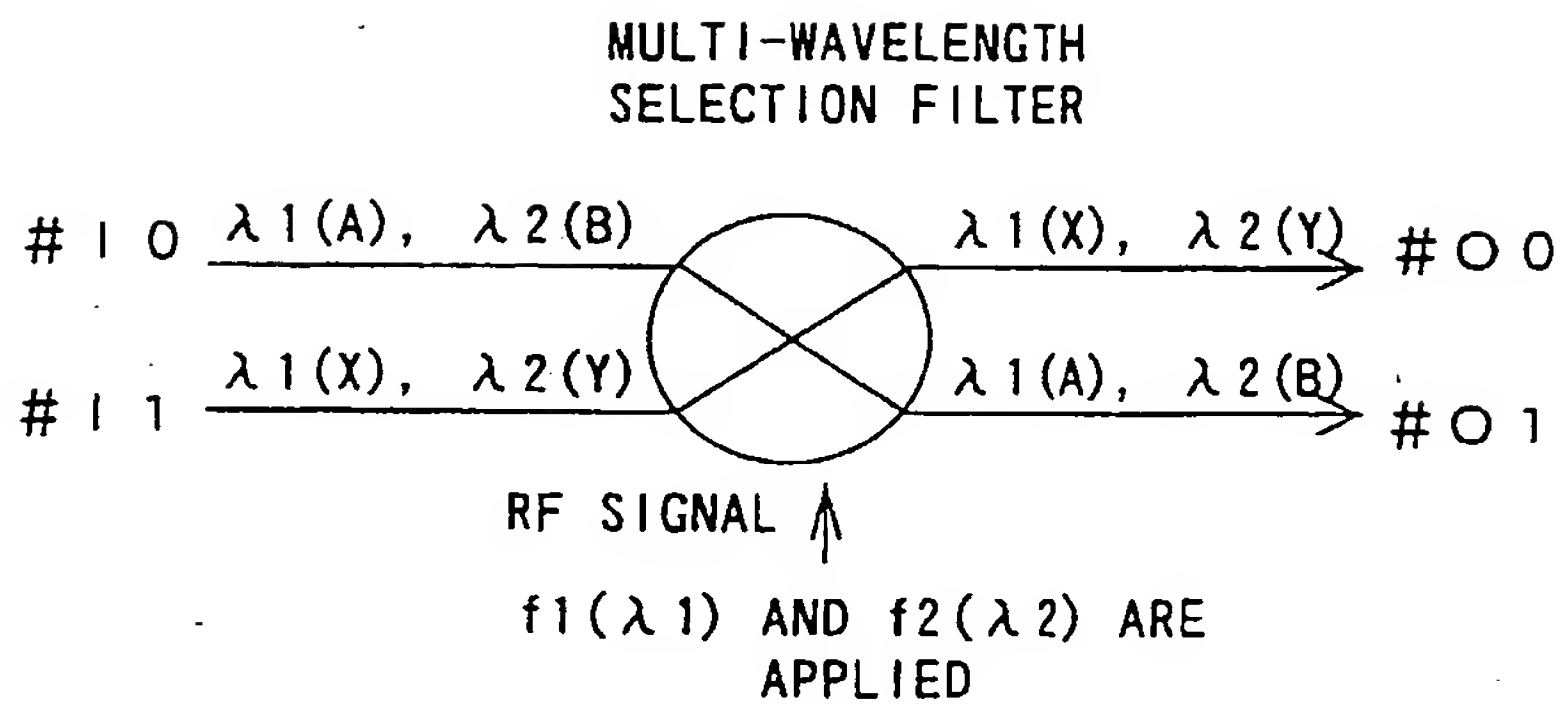 MULTI-WAVELENGTH
SELECTION FILTER
#I0 λ1(A), λ2(B) λ1(X), λ2(Y) #O0
#I1 λ1(X), λ2(Y) λ1(A), λ2(B) #O1
RF SIGNAL
f1(λ1) AND f2(λ2) ARE
APPLIED